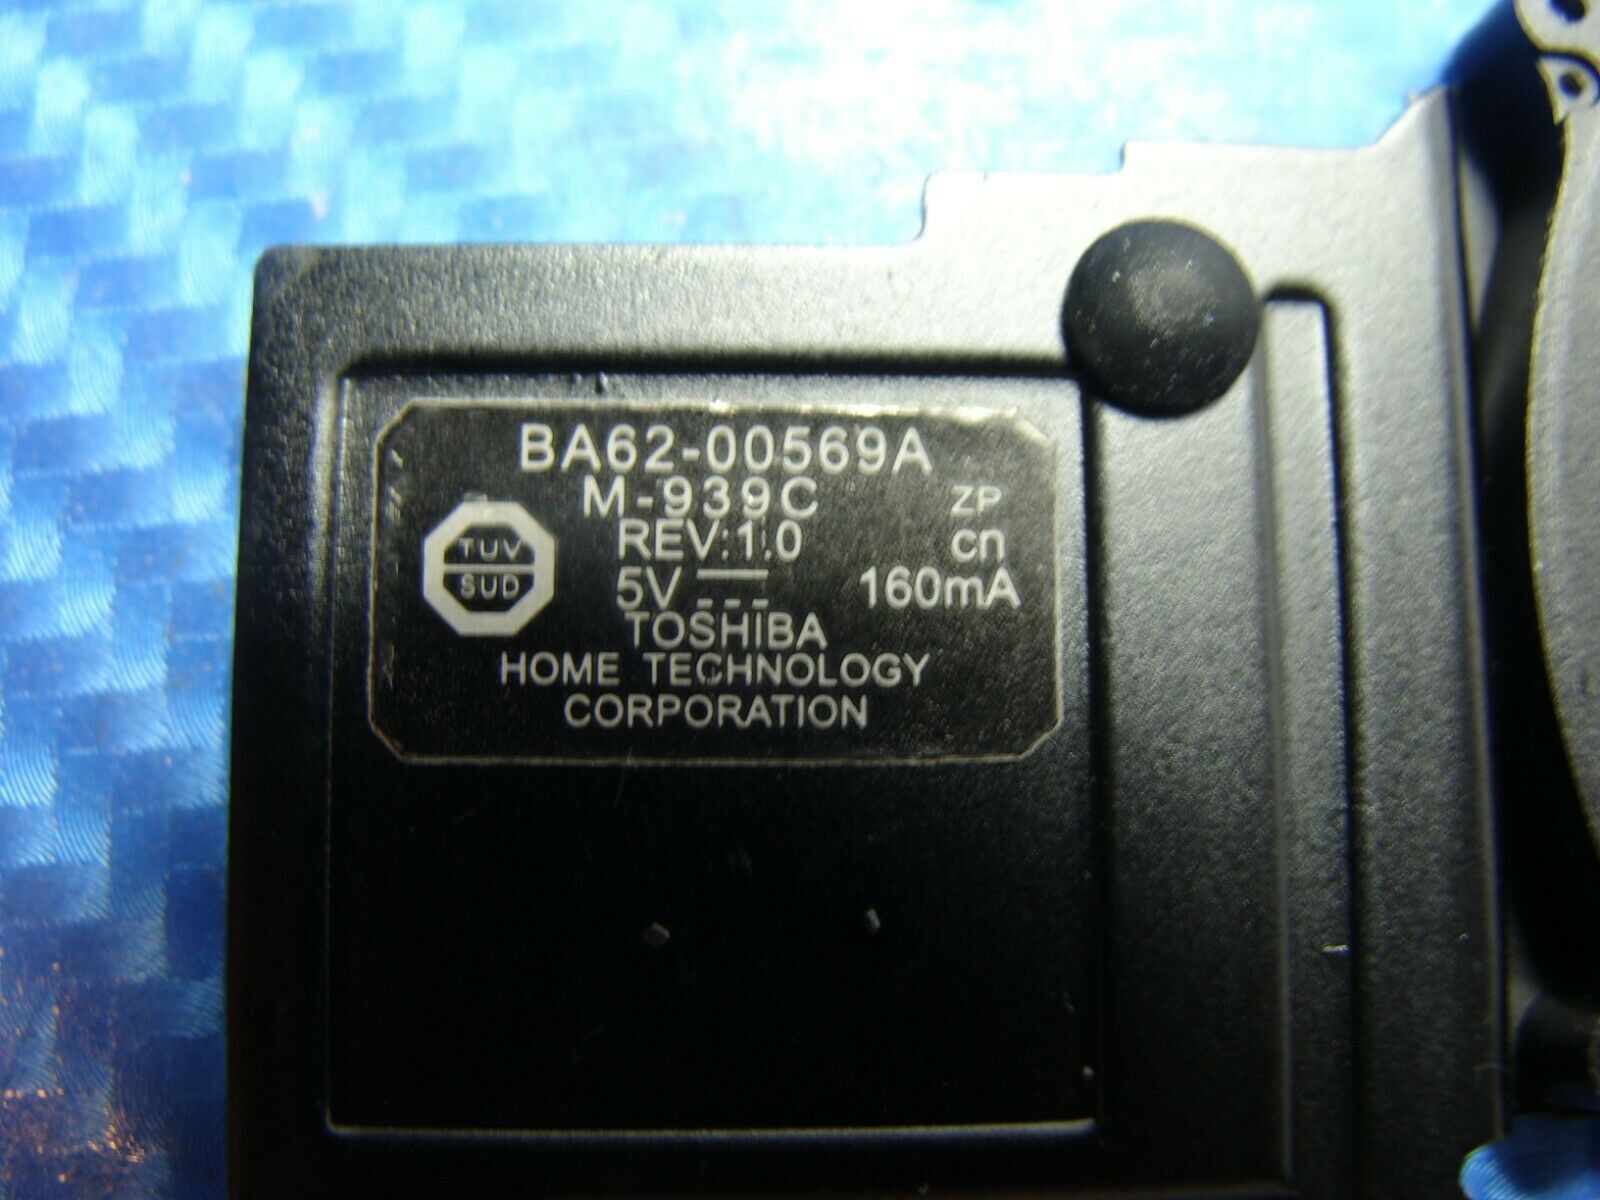 BA62-00569A
M-939C ZP
REV:1.0 cn
TUV
SUD
5V 160mA
TOSHIBA
HOME TECHNOLOGY
CORPORATION